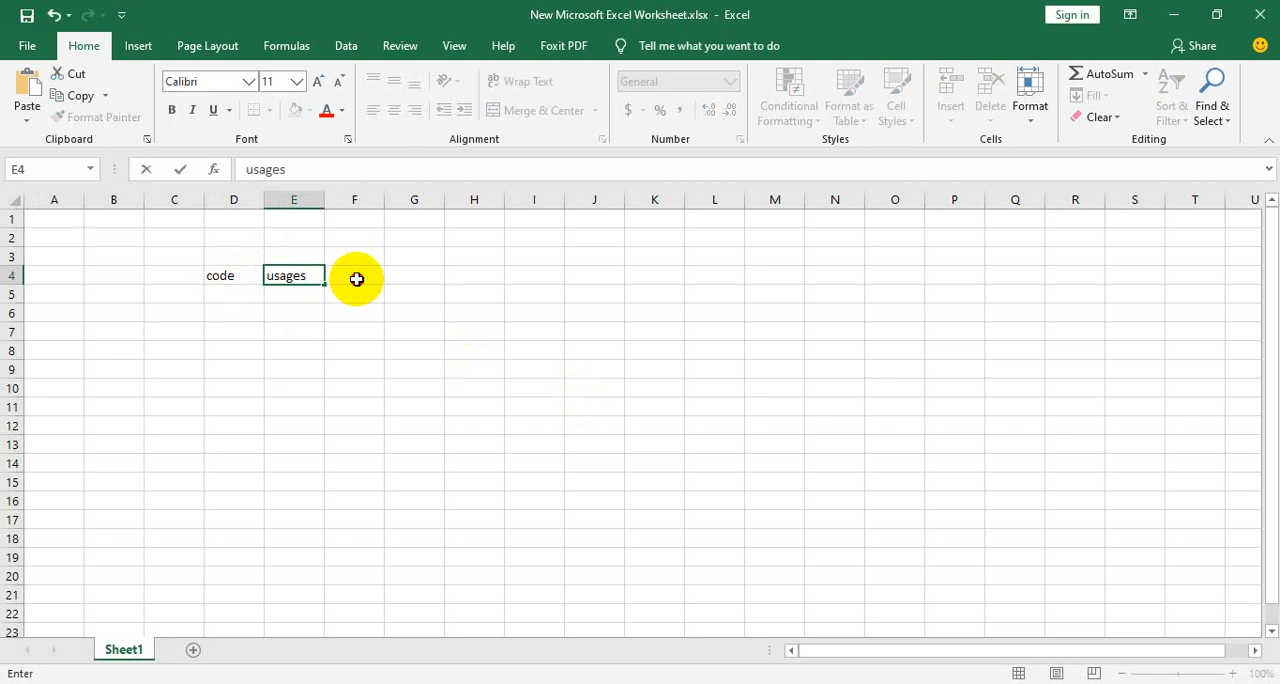 New Microsoft Excel Worksheet.xlsx - Excel
Sign in
File Home Insert Page Layout Formulas Data Review View Help Foxit PDF Tell me what you want to do Share
Paste
Cut
Copy
Format Painter
Clipboard
Calibri 11
B I U A
Font
Wrap Text
Merge & Center
Alignment
General
$ % ,
Number
Conditional Formatting
Format as Table
Cell Styles
Styles
Insert
Delete
Format
Cells
AutoSum
Fill
Clear
Sort & Filter
Find & Select
Editing
E4 fx usages
A B C D E F G H I J K L M N O P Q R S T U
1
2
3
4 code usages
5
6
7
8
9
10
11
12
13
14
15
16
17
18
19
20
21
22
23
Sheet1
Enter 100%